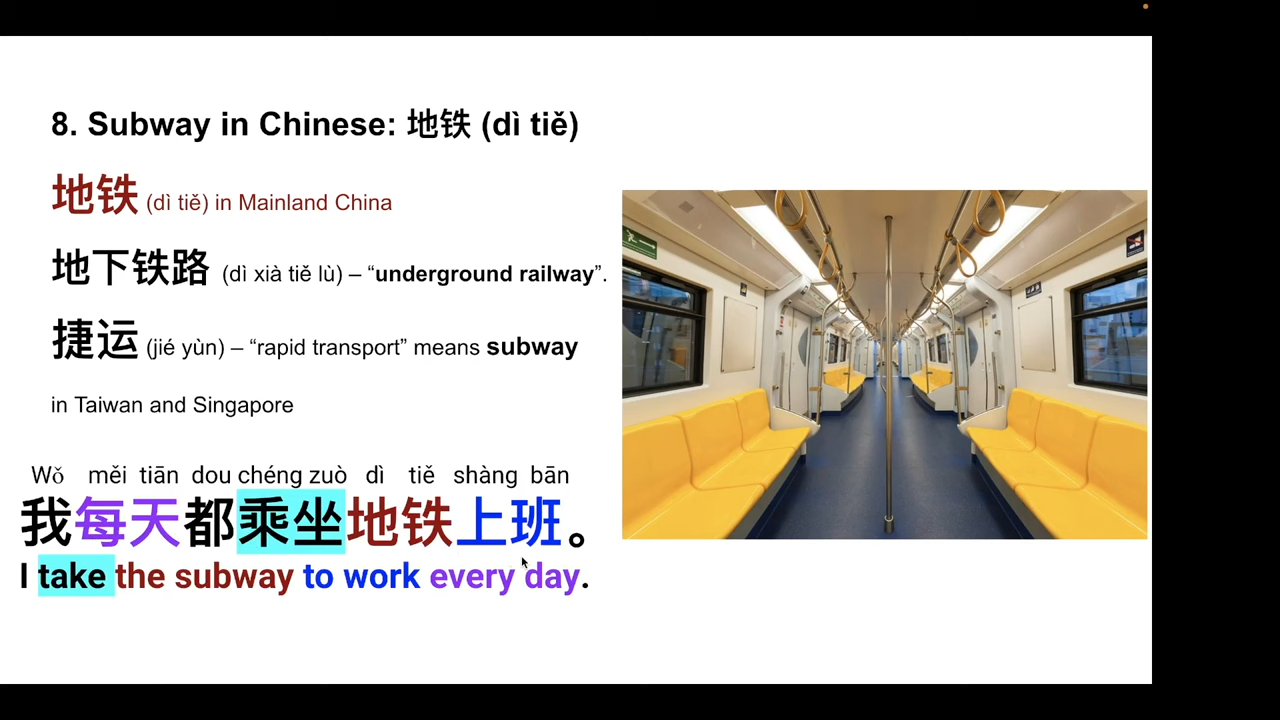 8. Subway in Chinese: 地铁 (dì tiě)
地铁 (dì tiě) in Mainland China
地下铁路 (dì xià tiě lù) – “underground railway”.
捷运 (jié yùn) – “rapid transport” means subway
in Taiwan and Singapore
Wǒ měi tiān dou chéng zuò dì tiě shàng bān
我每天都乘坐地铁上班。
I take the subway to work every day.